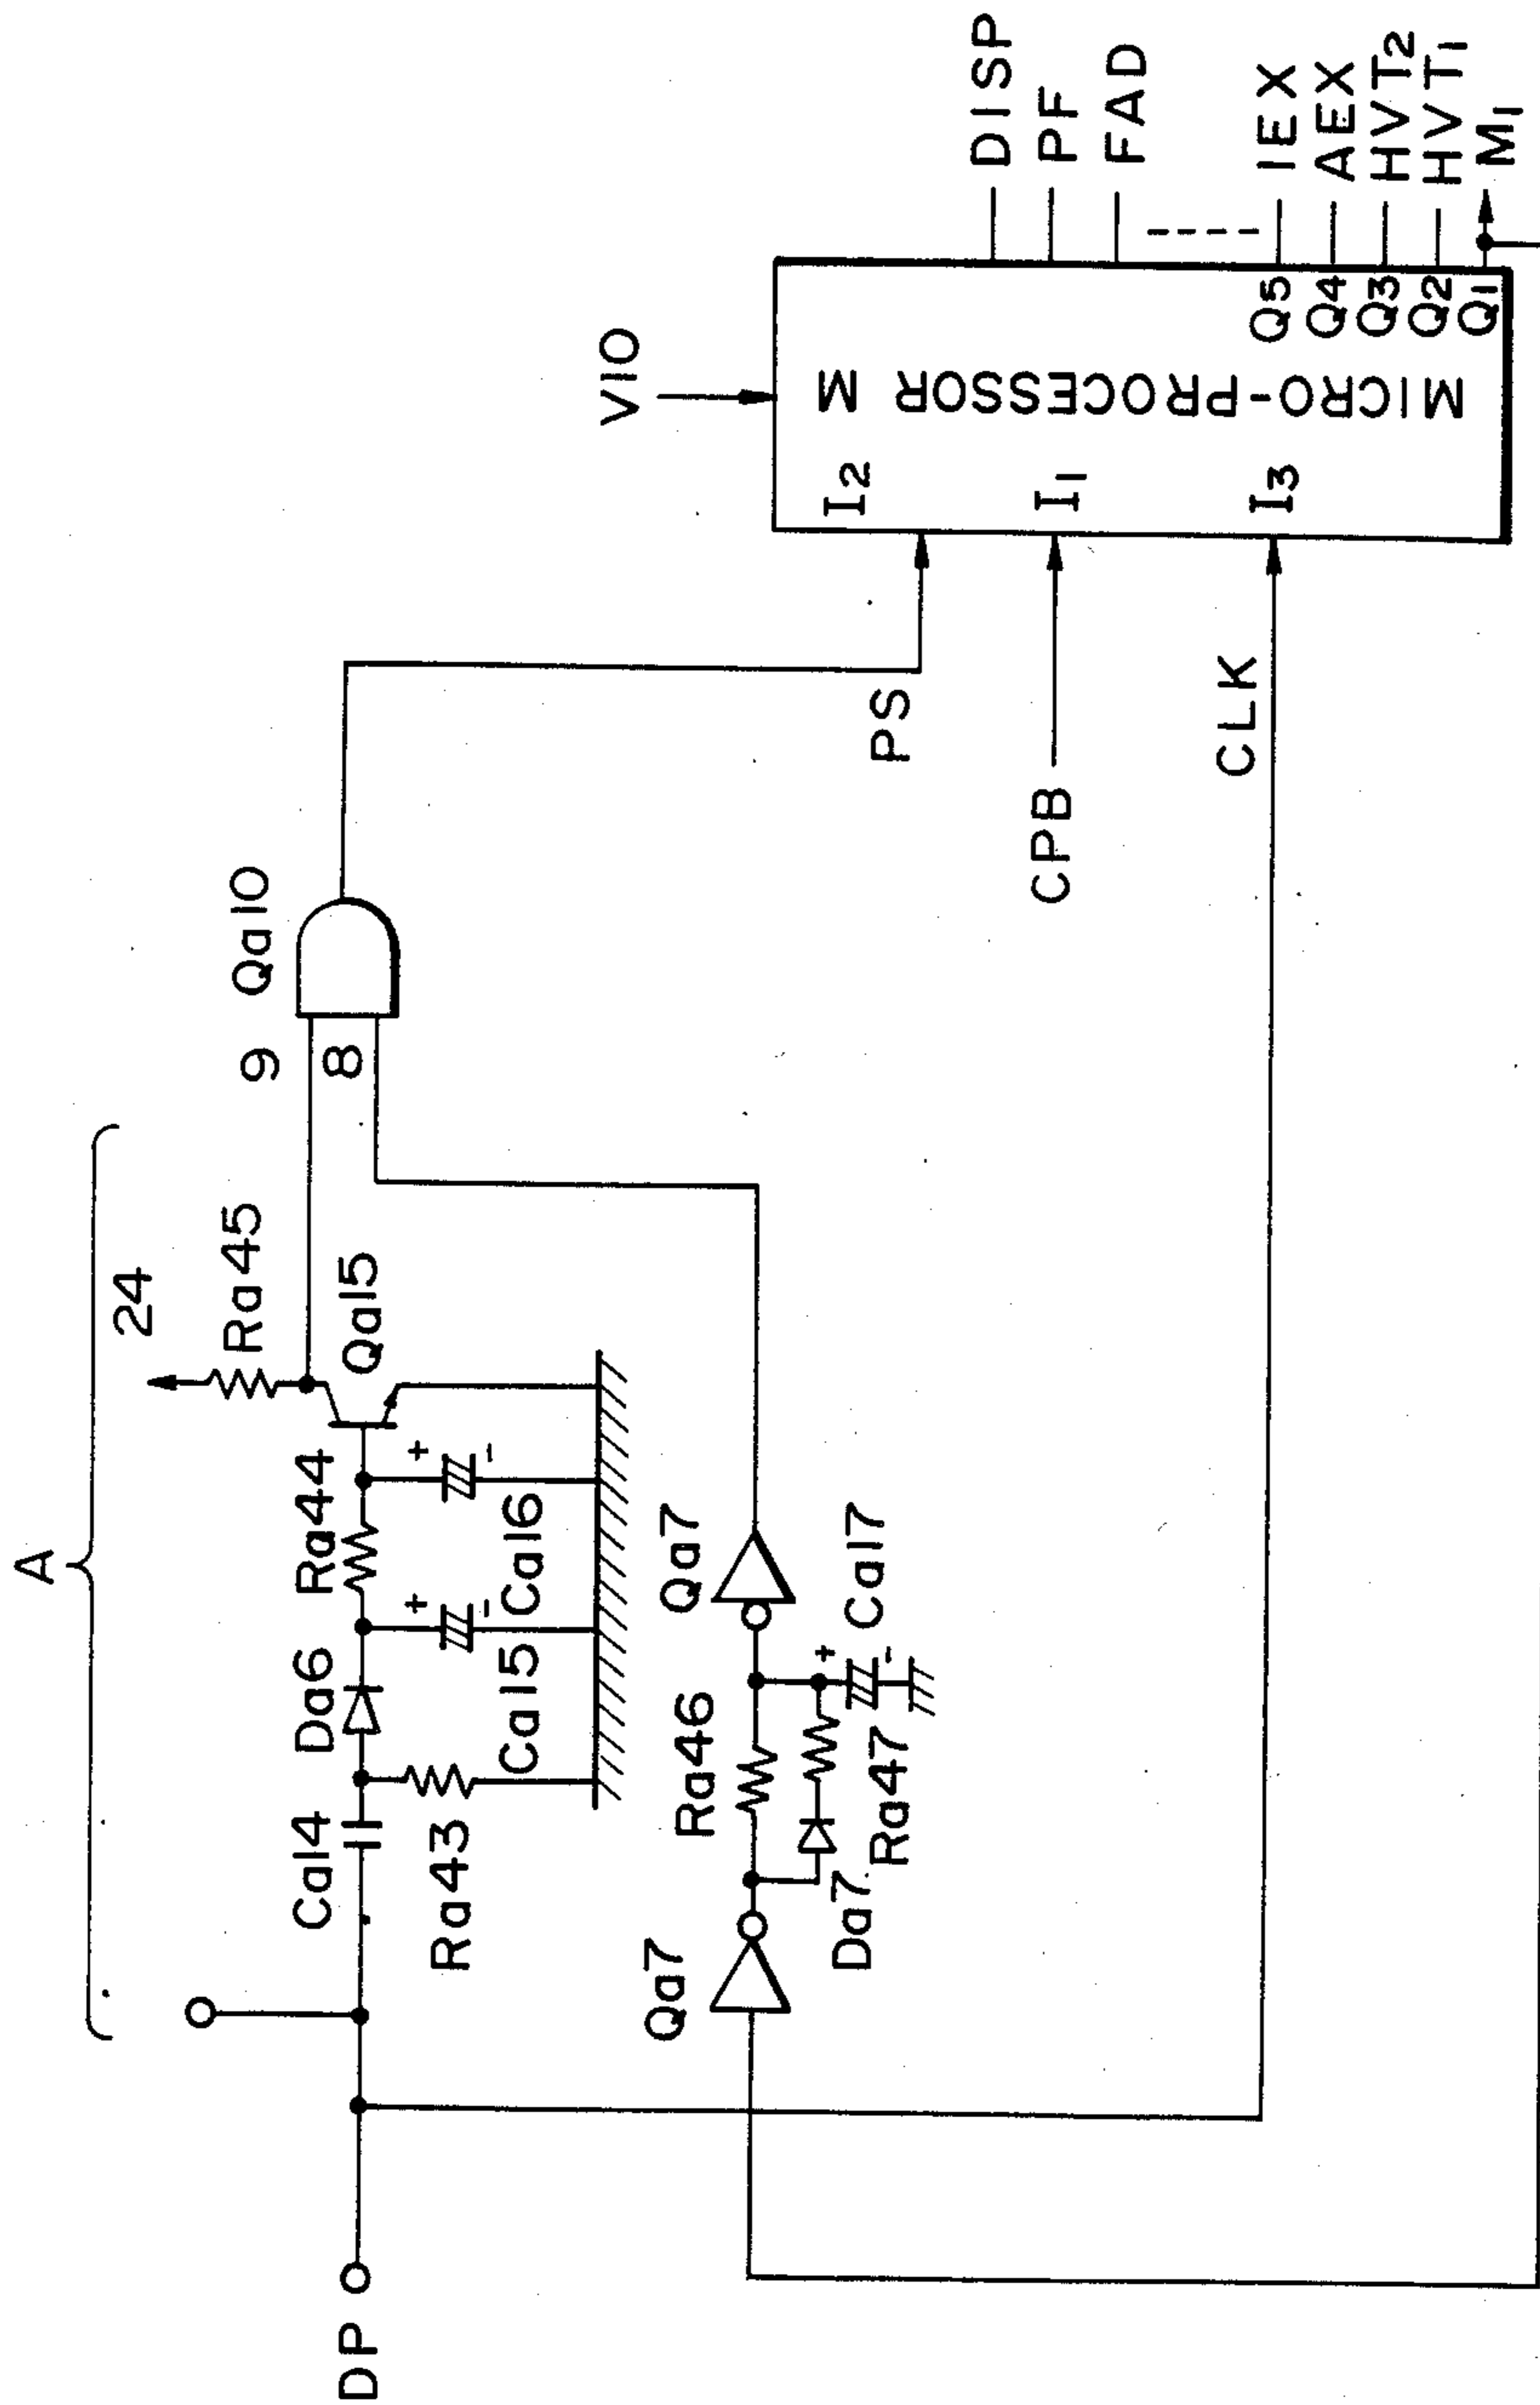 A
24
Ra45
9
Qa10
8
Ca14
Da6
Ra44
Qa15
Ra43
Ca15
Ca16
+
-
+
-
DP
Qa7
Ra46
Qa7
Da7
Ra47
Ca17
+
-
PS
CPB
CLK
V10
I2
I1
I3
MICRO-PROCESSOR M
Q5
Q4
Q3
Q2
Q1
DISP
PF
FAD
IEX
AEX
HVT2
HVT1
M1